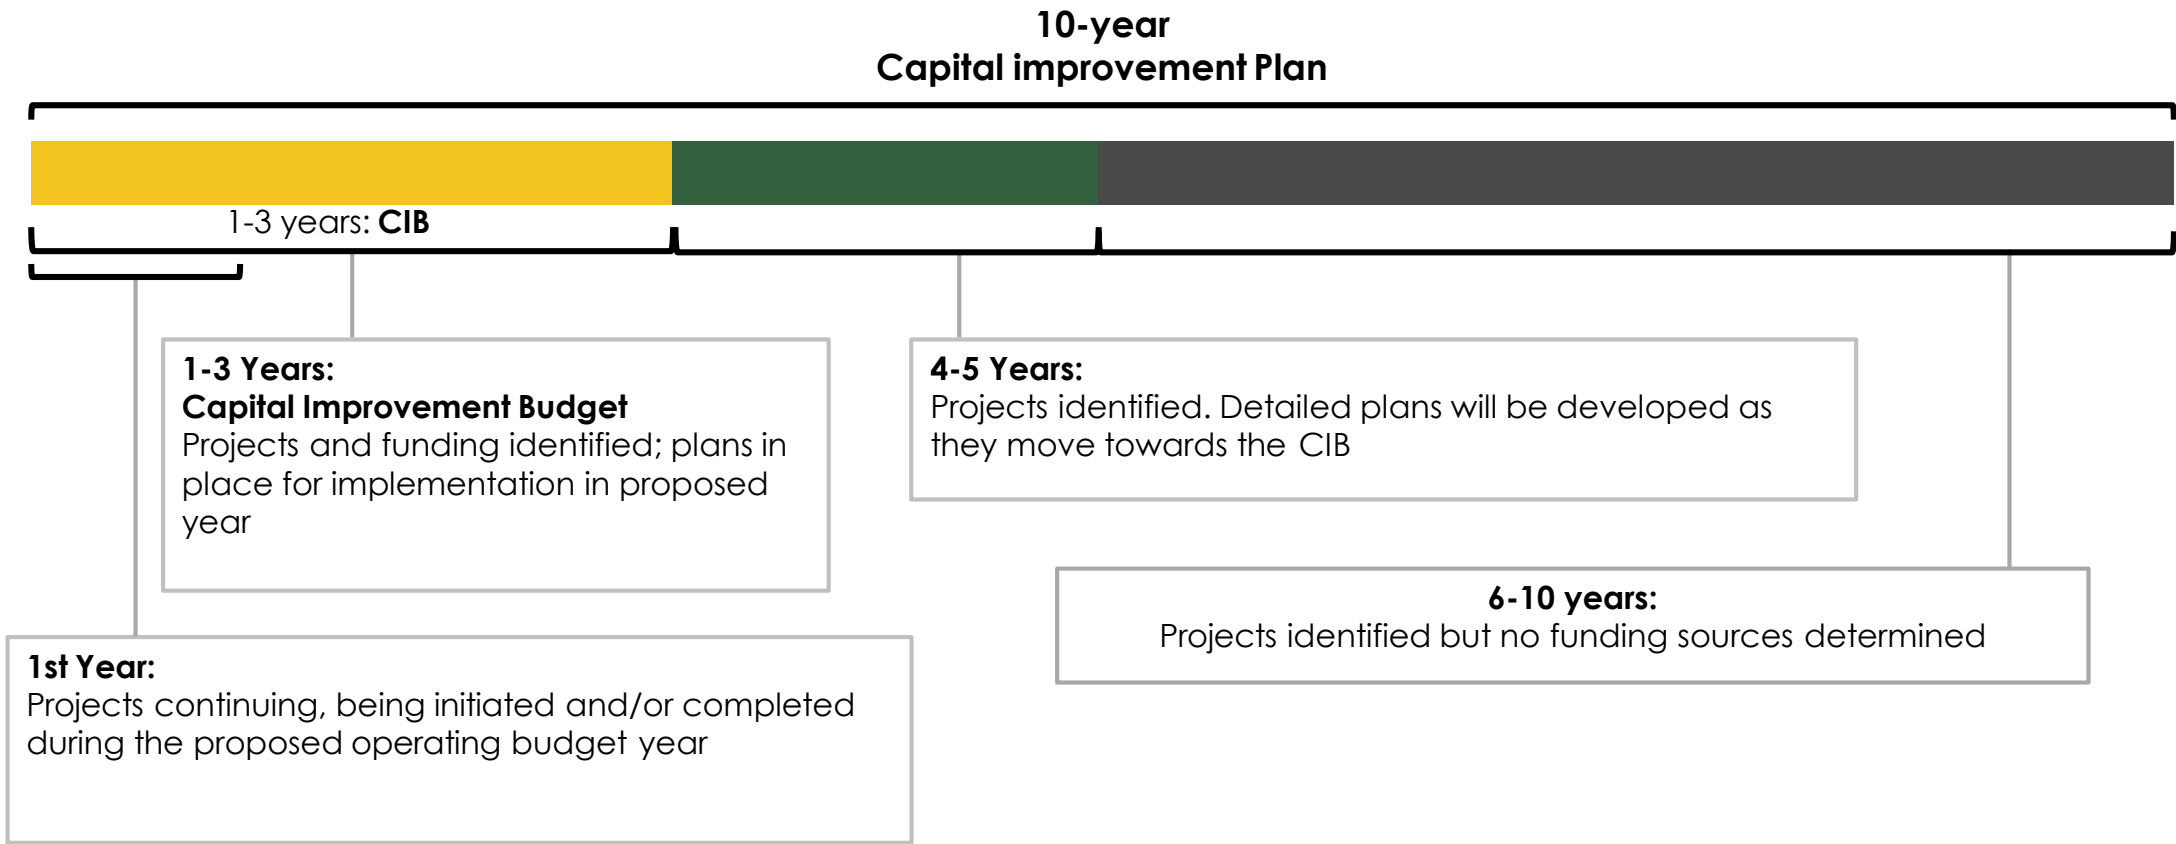 10-year
Capital improvement Plan
1-3 years: CIB
1-3 Years:
Capital Improvement Budget
Projects and funding identified; plans in
place for implementation in proposed
year
4-5 Years:
Projects identified. Detailed plans will be developed as
they move towards the CIB
6-10 years:
Projects identified but no funding sources determined
1st Year:
Projects continuing, being initiated and/or completed
during the proposed operating budget year